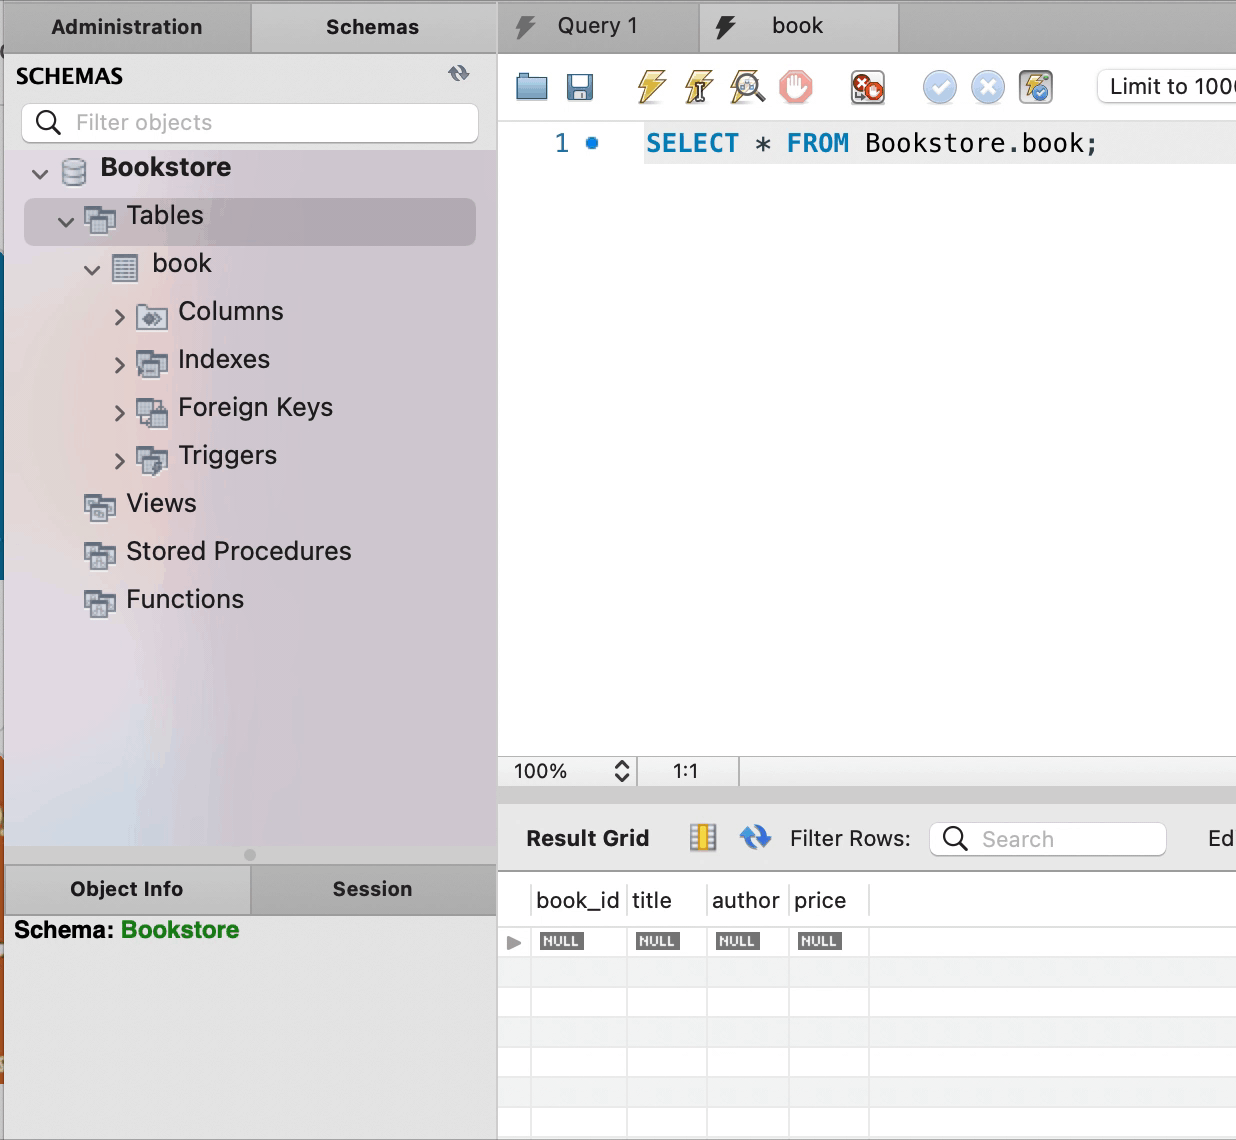 Administration
Schemas
SCHEMAS
Filter objects
Bookstore
Tables
book
Columns
Indexes
Foreign Keys
Triggers
Views
Stored Procedures
Functions
Object Info
Session
Schema: Bookstore
Query 1
book
Limit to 100
1
SELECT * FROM Bookstore.book;
100%
1:1
Result Grid
Filter Rows:
Search
Ed
book_id title author price
NULL NULL NULL NULL